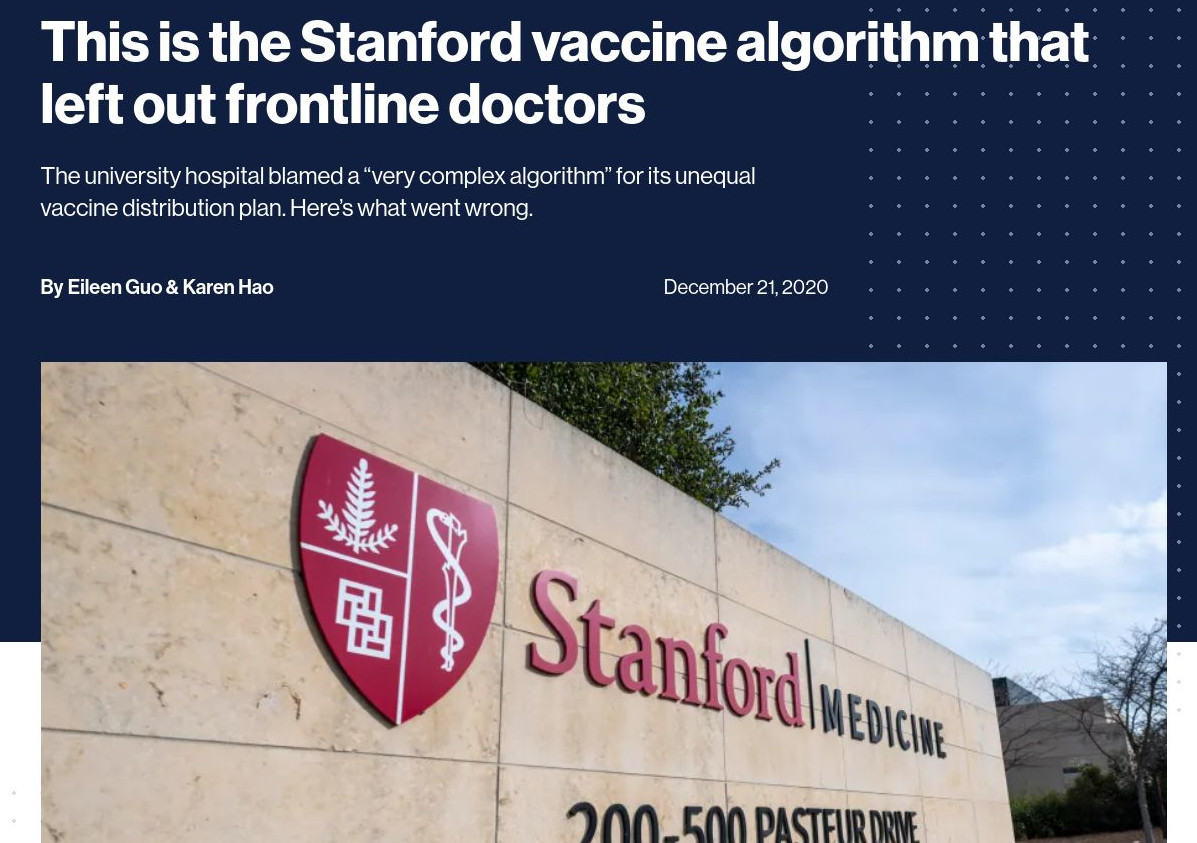 This is the Stanford vaccine algorithm that
left out frontline doctors
The university hospital blamed a “very complex algorithm” for its unequal
vaccine distribution plan. Here’s what went wrong.
By Eileen Guo & Karen Hao
December 21, 2020
Stanford MEDICINE
200-500 PASTEUR DRIVE